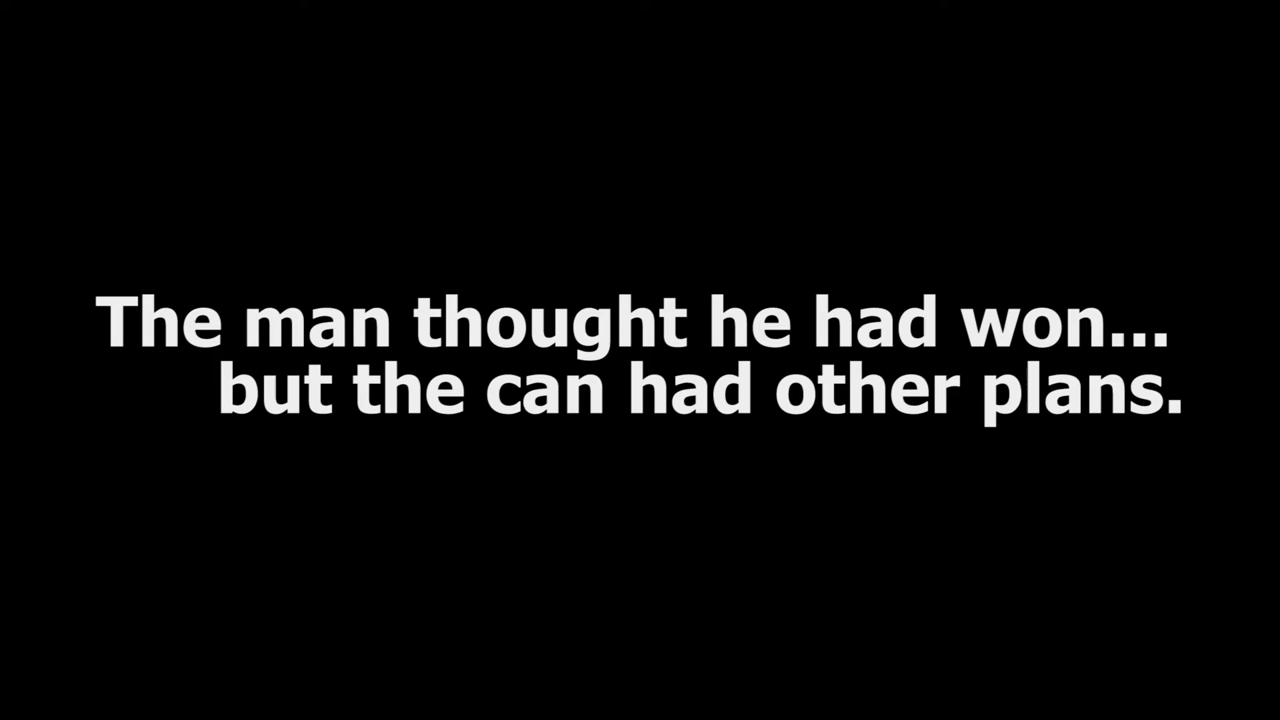 The man thought he had won...
but the can had other plans.